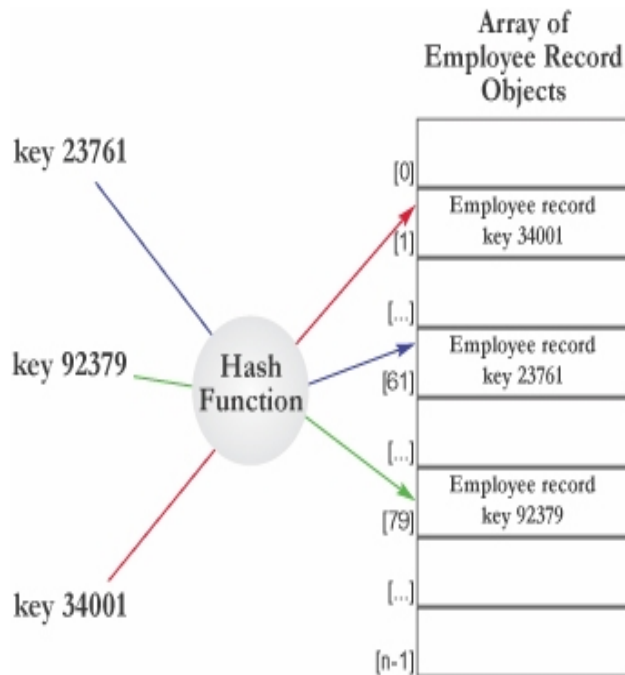 Array of
Employee Record
Objects
key 23761
[0]
Employee record
key 34001
[1]
[...]
key 92379
Hash
Function
Employee record
key 23761
[61]
[...]
Employee record
key 92379
[79]
key 34001
[...]
[n-1]